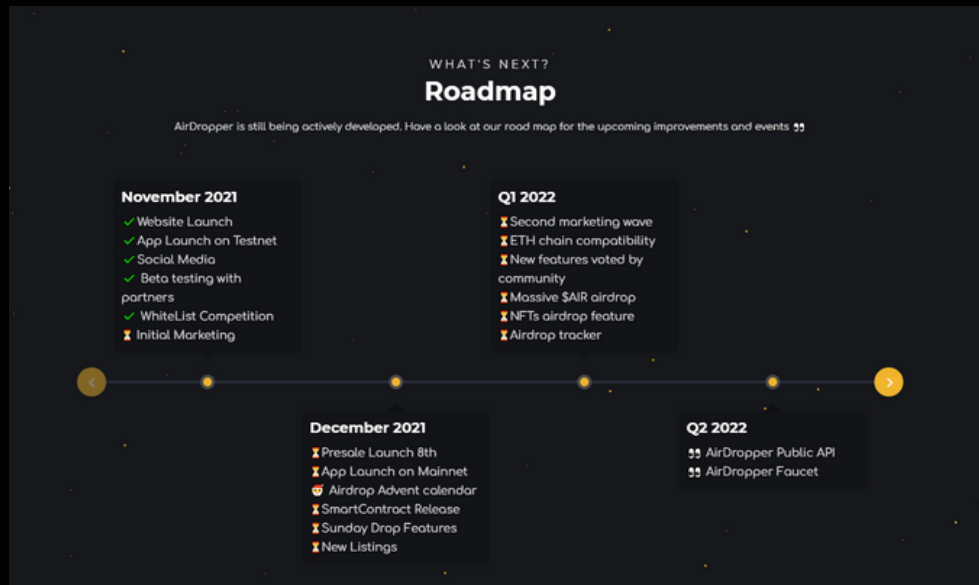 WHAT'S NEXT?
Roadmap
AirDropper is still being actively developed. Have a look at our road map for the upcoming improvements and events 👀
November 2021
✓ Website Launch
✓ App Launch on Testnet
✓ Social Media
✓ Beta testing with
partners
✓ WhiteList Competition
⏳ Initial Marketing
December 2021
⏳Presale Launch 8th
⏳App Launch on Mainnet
🎅 Airdrop Advent calendar
⏳SmartContract Release
⏳Sunday Drop Features
⏳New Listings
Q1 2022
⏳Second marketing wave
⏳ETH chain compatibility
⏳New features voted by
community
⏳Massive $AIR airdrop
⏳NFTs airdrop feature
⏳Airdrop tracker
Q2 2022
👀 AirDropper Public API
👀 AirDropper Faucet